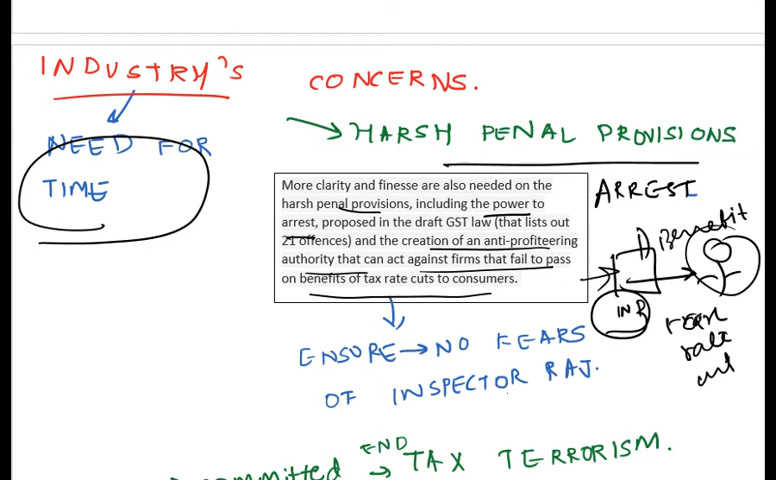 INDUSTRY's CONCERNS.
NEED FOR
TIME
HARSH PENAL PROVISIONS
More clarity and finesse are also needed on the
harsh penal provisions, including the power to
arrest, proposed in the draft GST law (that lists out
21 offences) and the creation of an anti-profiteering
authority that can act against firms that fail to pass
on benefits of tax rate cuts to consumers.
ARREST
Benefit
rate
cut
ENSURE → NO FEARS
OF INSPECTOR RAJ.
committed → END TAX TERRORISM.